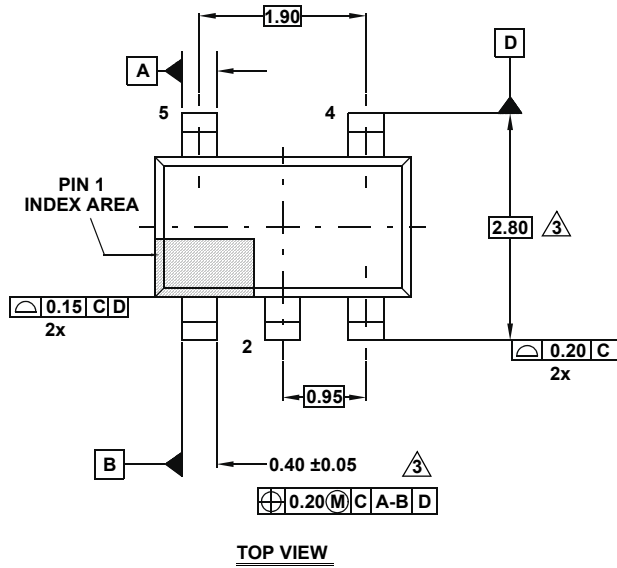 1.90
D
A
5
4
PIN 1
INDEX AREA
2.80 3
0.15 C D
2x
2
0.20 C
2x
0.95
B
0.40 ±0.05 3
0.20 M C A-B D
TOP VIEW